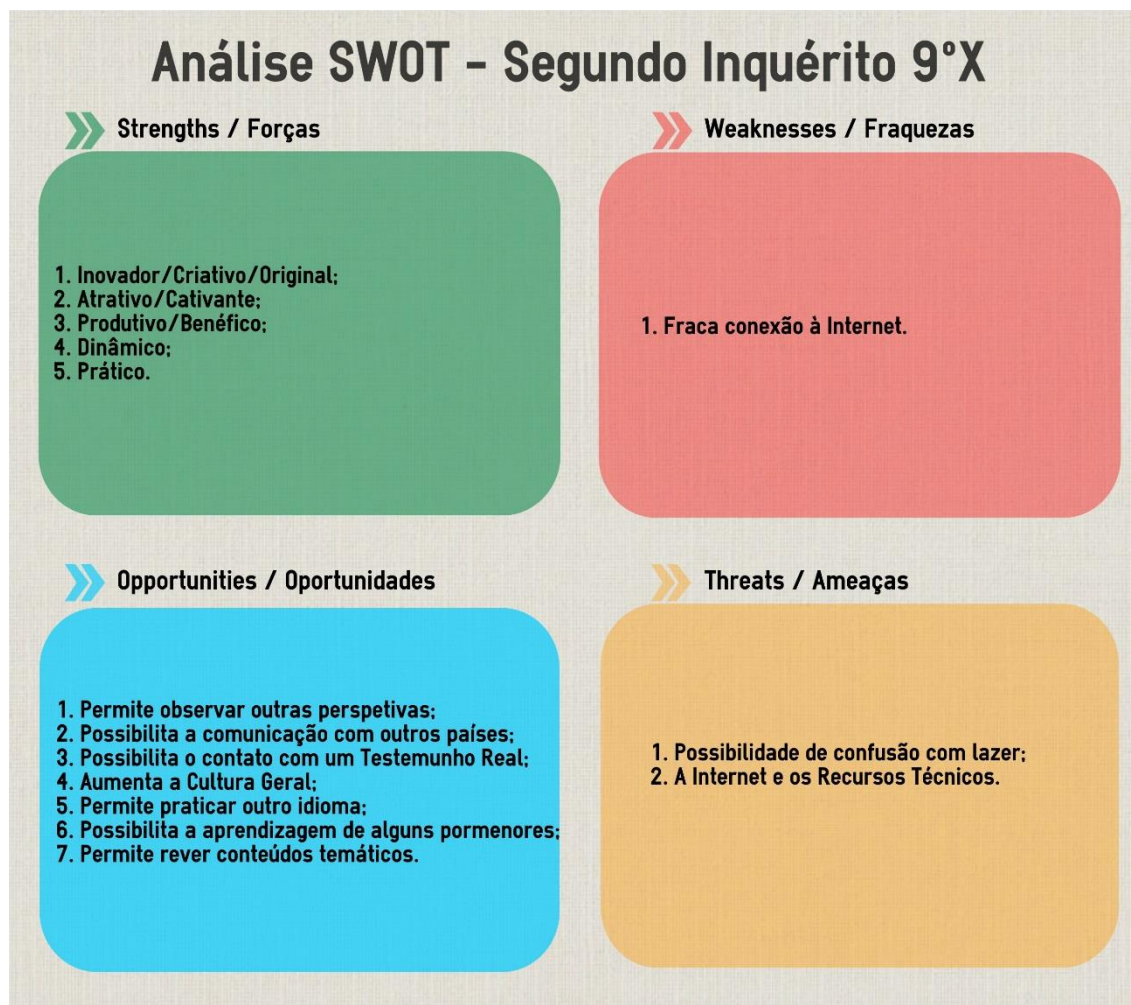 Análise SWOT - Segundo Inquérito 9°X
Strengths / Forças
1. Inovador/Criativo/Original;
2. Atrativo/Cativante;
3. Produtivo/Benéfico;
4. Dinâmico;
5. Prático.
Weaknesses / Fraquezas
1. Fraca conexão à Internet.
Opportunities / Oportunidades
1. Permite observar outras perspetivas;
2. Possibilita a comunicação com outros países;
3. Possibilita o contato com um Testemunho Real;
4. Aumenta a Cultura Geral;
5. Permite praticar outro idioma;
6. Possibilita a aprendizagem de alguns pormenores;
7. Permite rever conteúdos temáticos.
Threats / Ameaças
1. Possibilidade de confusão com lazer;
2. A Internet e os Recursos Técnicos.